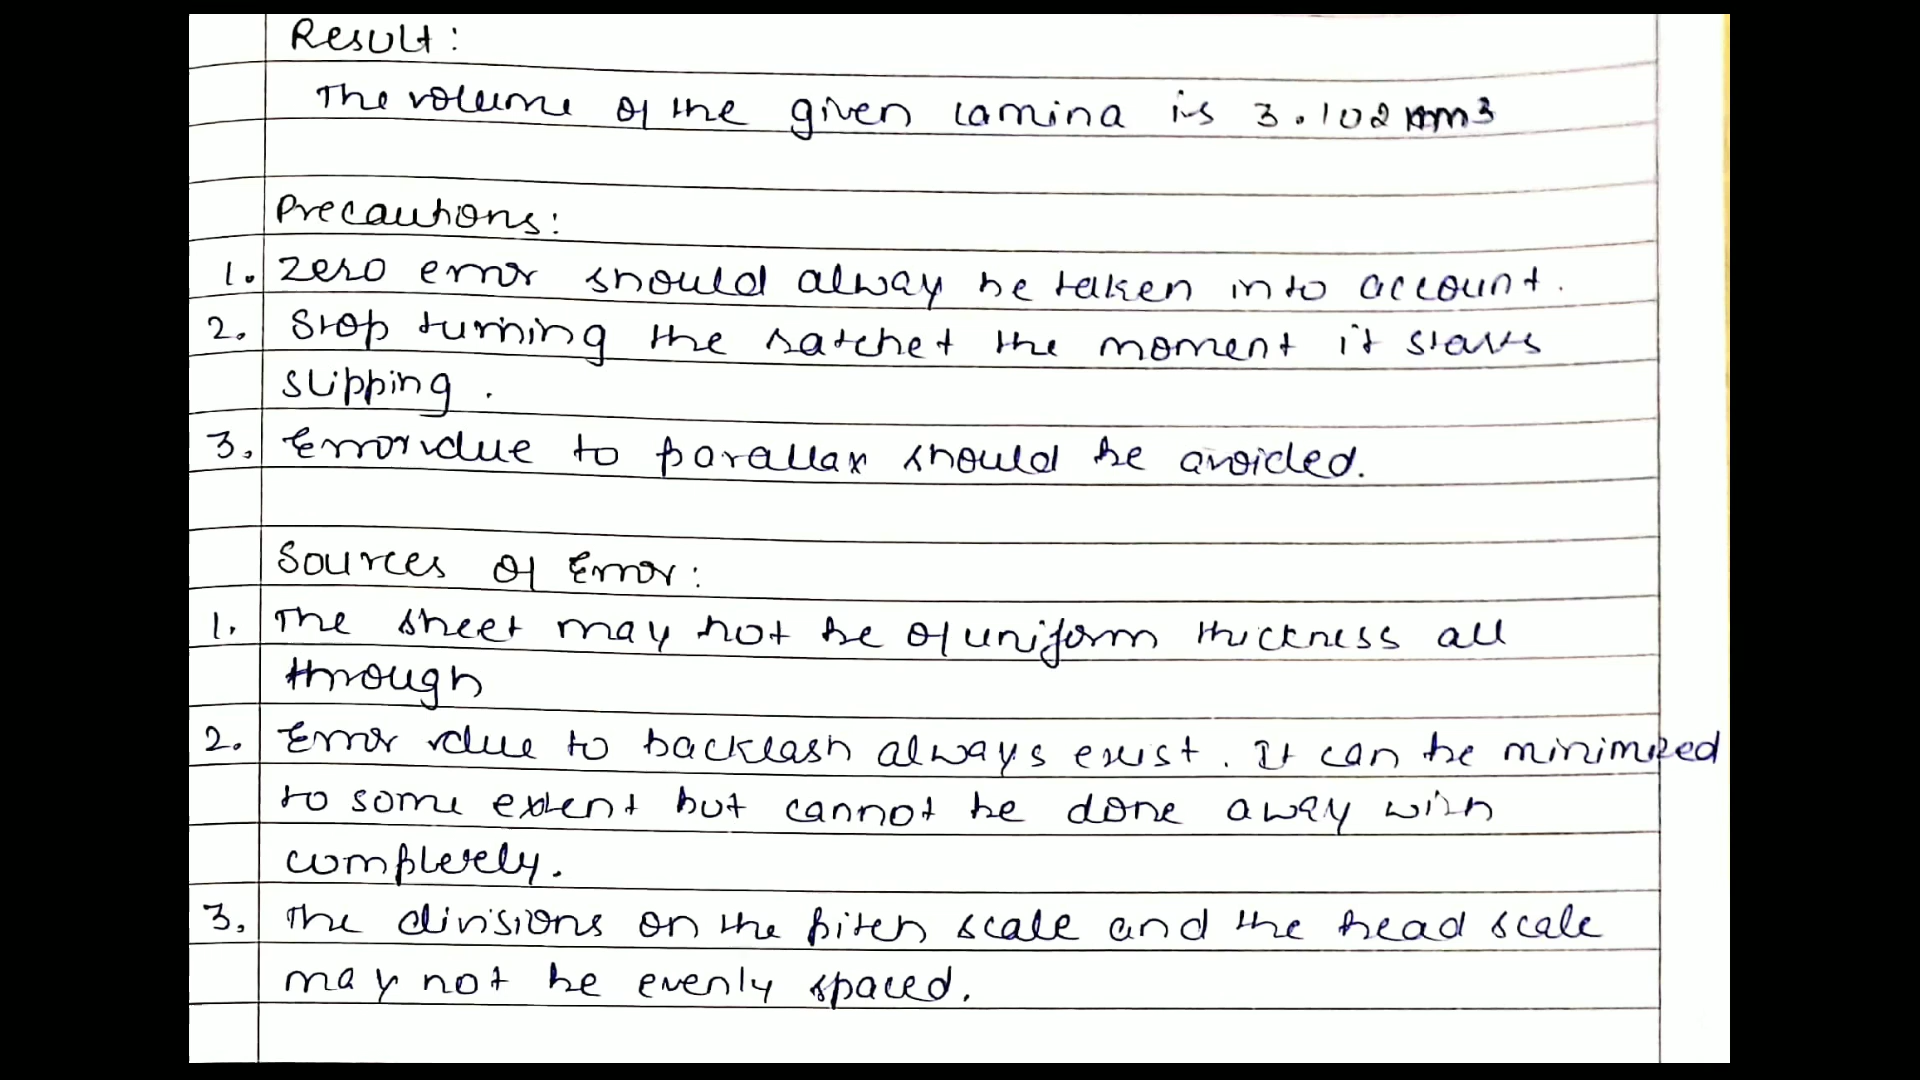 Result:
The volume of the given lamina is 3.102 mm³
Precautions:
1. Zero error should alway be taken into account.
2. Stop turning the ratchet the moment it starts
slipping.
3. Error due to parallax should be avoided.
Sources of Error:
1. The sheet may not be of uniform thickness all
through
2. Error due to backlash always exist. It can be minimized
to some extent but cannot be done away with
completely.
3. The divisions on the pitch scale and the head scale
may not be evenly spaced.